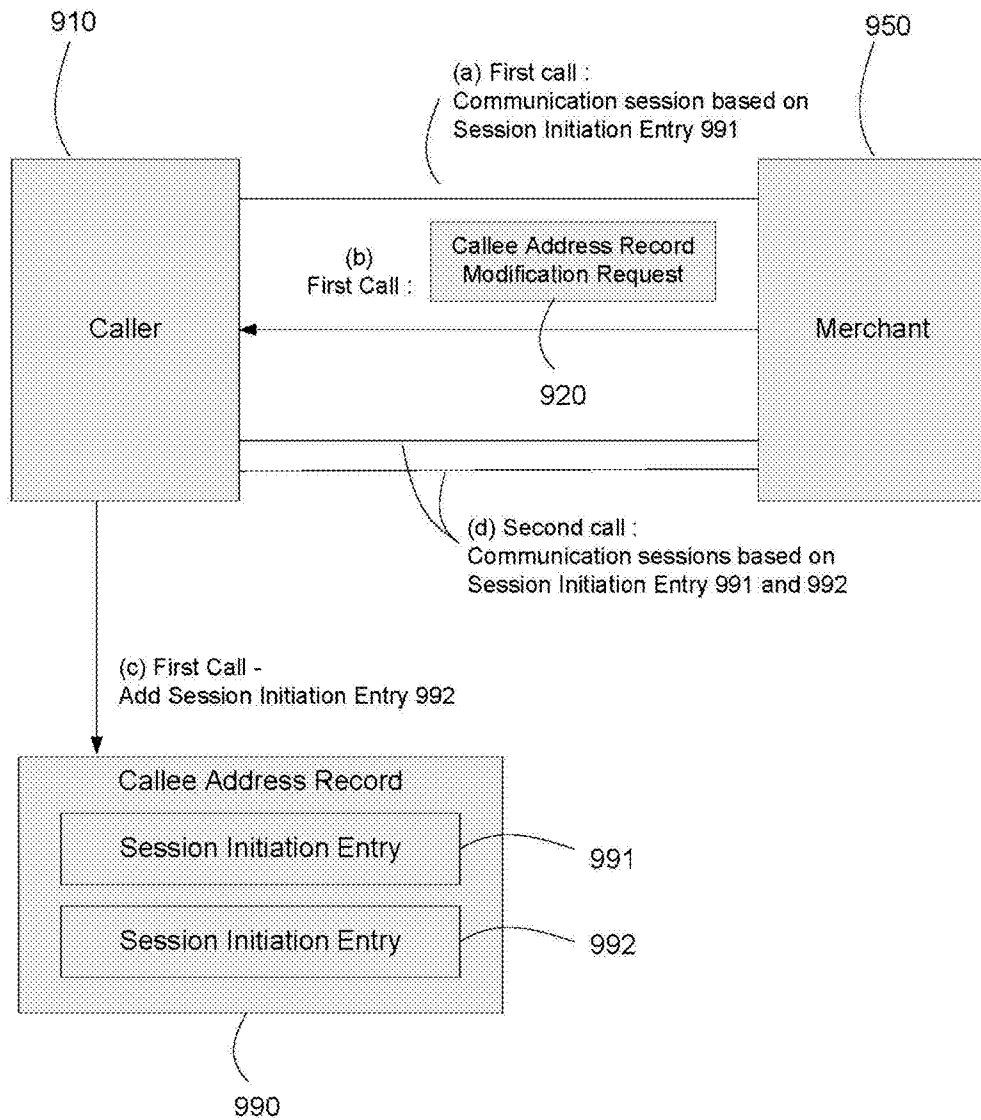 910
950
(a) First call :
Communication session based on
Session Initiation Entry 991
Callee Address Record
Modification Request
(b)
First Call :
Caller
Merchant
920
(d) Second call :
Communication sessions based on
Session Initiation Entry 991 and 992
(c) First Call -
Add Session Initiation Entry 992
Callee Address Record
Session Initiation Entry
991
Session Initiation Entry
992
990